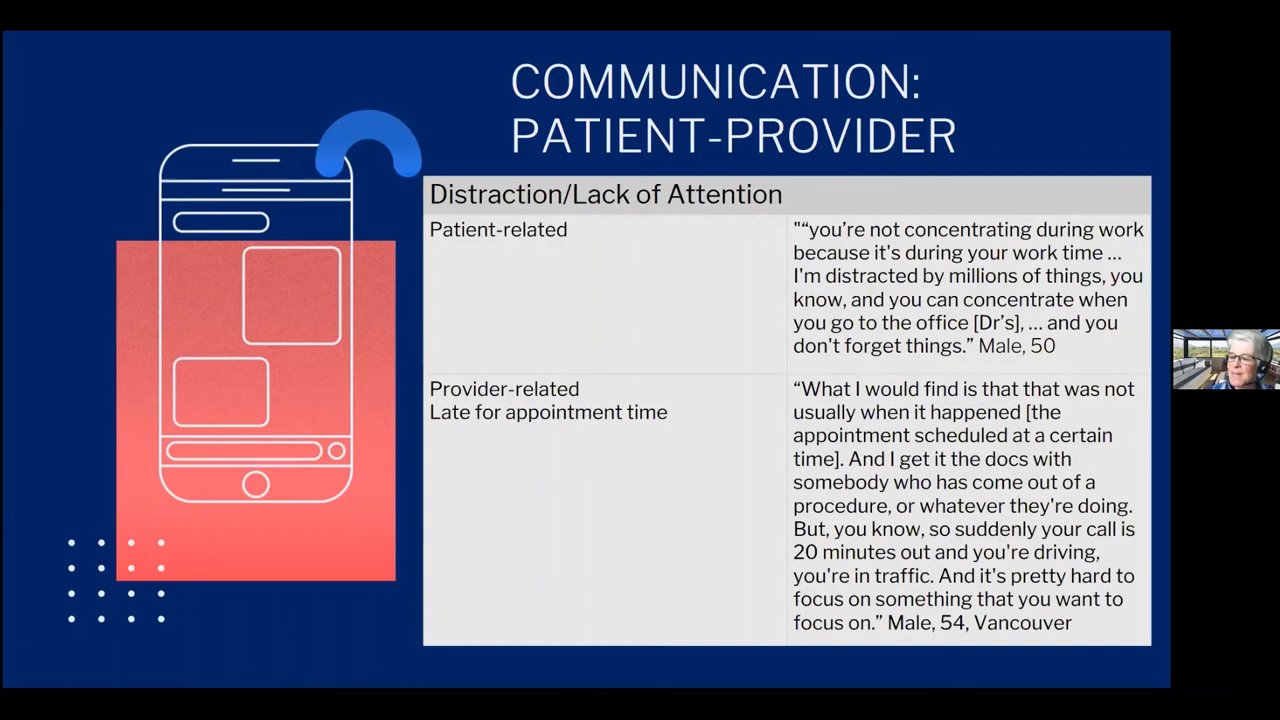 COMMUNICATION:
PATIENT-PROVIDER
Distraction/Lack of Attention
Patient-related
"“you’re not concentrating during work
because it's during your work time ...
I'm distracted by millions of things, you
know, and you can concentrate when
you go to the office [Dr’s], ... and you
don't forget things.” Male, 50
Provider-related
Late for appointment time
“What I would find is that that was not
usually when it happened [the
appointment scheduled at a certain
time]. And I get it the docs with
somebody who has come out of a
procedure, or whatever they're doing.
But, you know, so suddenly your call is
20 minutes out and you're driving,
you're in traffic. And it's pretty hard to
focus on something that you want to
focus on.” Male, 54, Vancouver